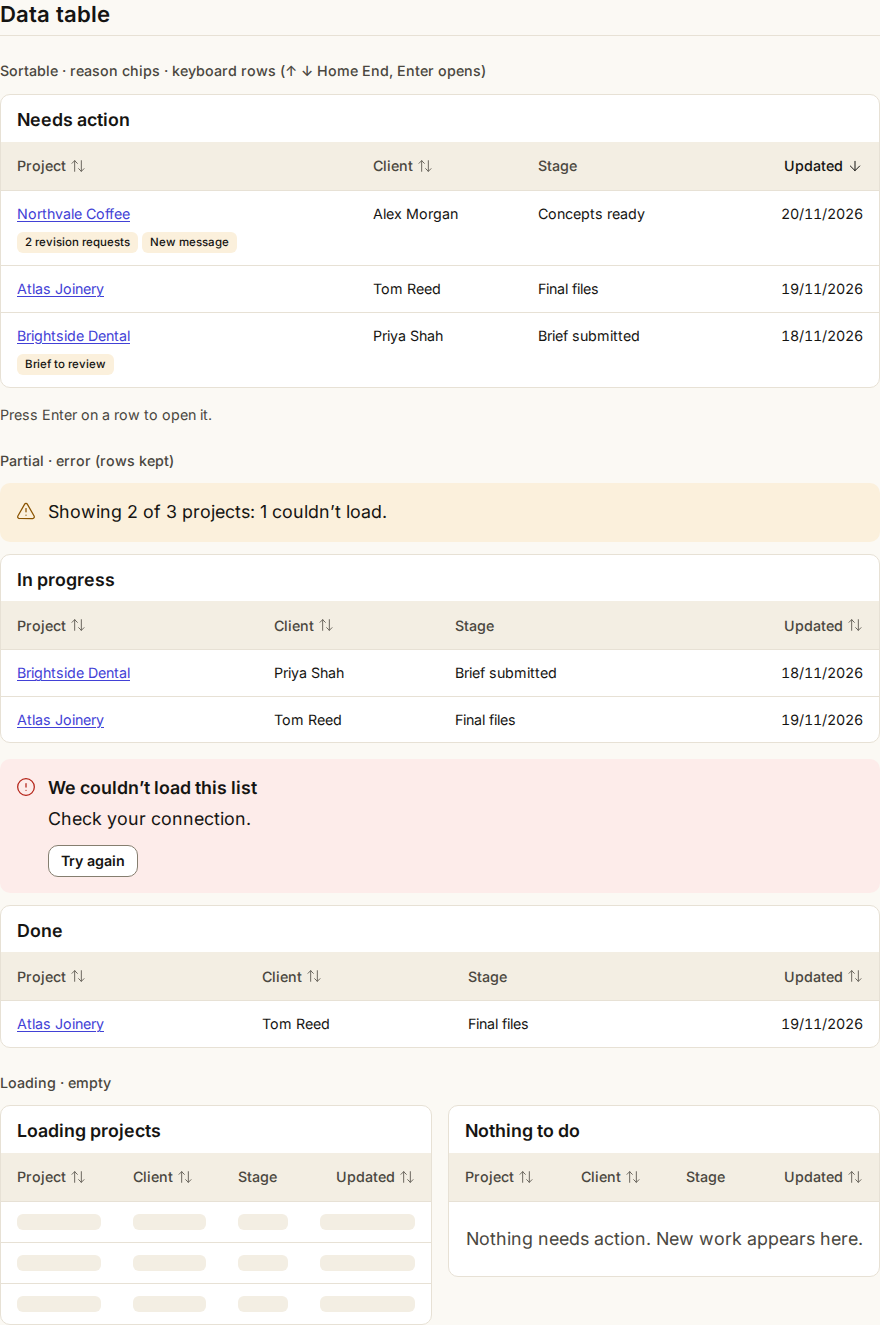 Data table
Sortable · reason chips · keyboard rows (↑ ↓ Home End, Enter opens)
Needs action
Project ↑↓ Client ↑↓ Stage Updated ↓
Northvale Coffee Alex Morgan Concepts ready 20/11/2026
2 revision requests New message
Atlas Joinery Tom Reed Final files 19/11/2026
Brightside Dental Priya Shah Brief submitted 18/11/2026
Brief to review
Press Enter on a row to open it.
Partial · error (rows kept)
Showing 2 of 3 projects: 1 couldn’t load.
In progress
Project ↑↓ Client ↑↓ Stage Updated ↑↓
Brightside Dental Priya Shah Brief submitted 18/11/2026
Atlas Joinery Tom Reed Final files 19/11/2026
We couldn’t load this list
Check your connection.
Try again
Done
Project ↑↓ Client ↑↓ Stage Updated ↑↓
Atlas Joinery Tom Reed Final files 19/11/2026
Loading · empty
Loading projects
Project ↑↓ Client ↑↓ Stage Updated ↑↓
Nothing to do
Project ↑↓ Client ↑↓ Stage Updated ↑↓
Nothing needs action. New work appears here.